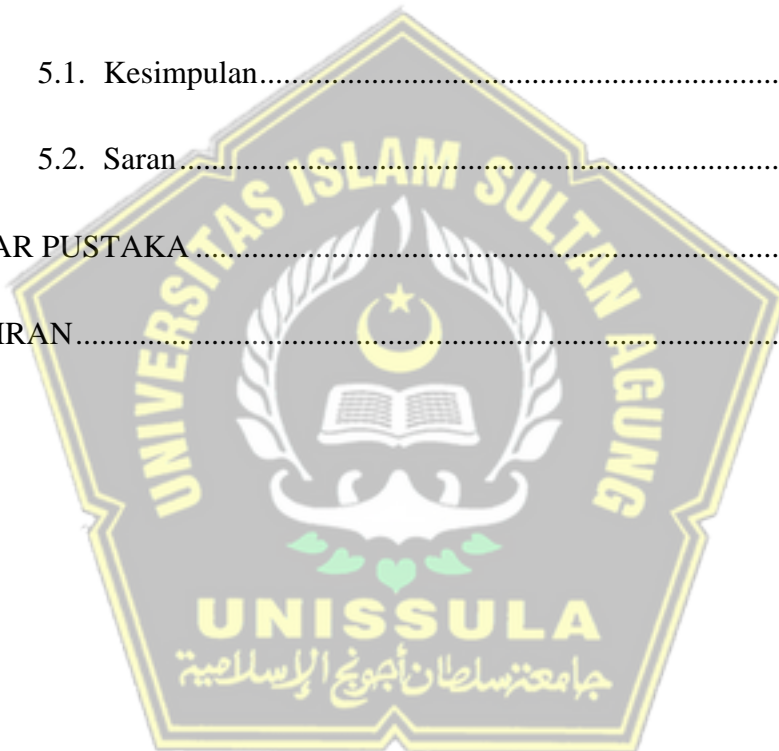 5.1. Kesimpulan........................................................................
5.2. Saran..................................................................................
AR PUSTAKA................................................................................
IRAN..............................................................................................
UNIVERSITAS ISLAM SULTAN AGUNG
UNISSULA
جامعة سلطان أجونج الإسلامية